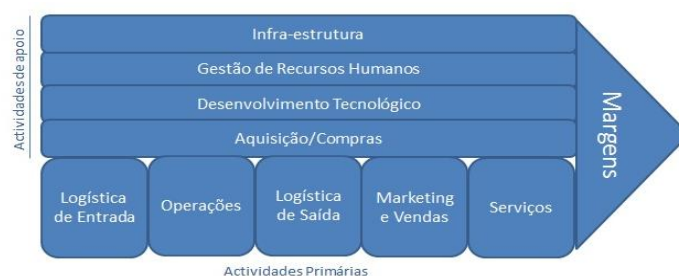 Actividades de apoio
Infra-estrutura
Gestão de Recursos Humanos
Desenvolvimento Tecnológico
Aquisição/Compras
Logística
de Entrada
Operações
Logística
de Saída
Marketing
e Vendas
Serviços
Margens
Actividades Primárias